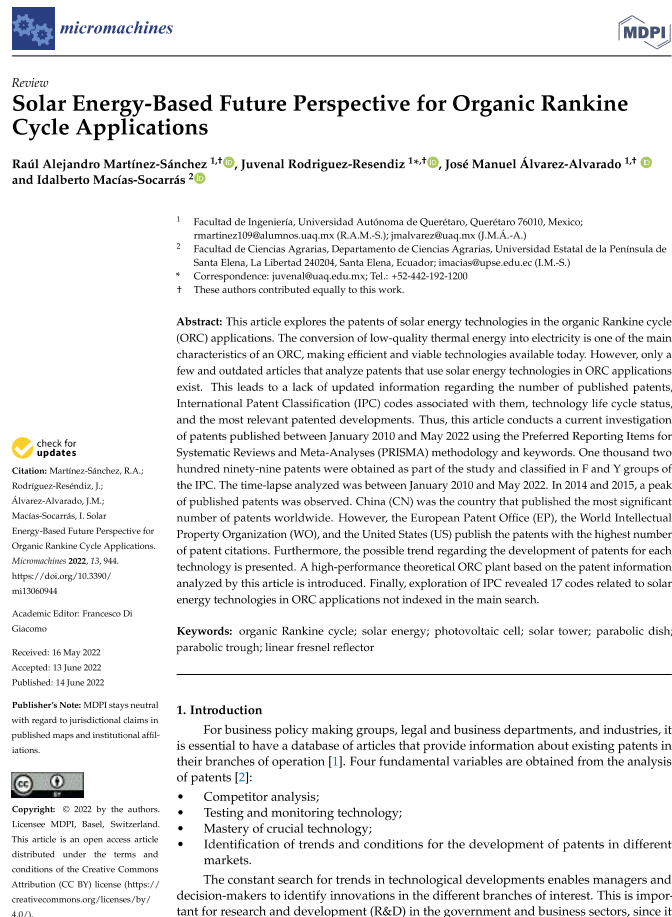 micromachines
MDPI
Review
Solar Energy-Based Future Perspective for Organic Rankine
Cycle Applications
Raúl Alejandro Martínez-Sánchez 1,† iD, Juvenal Rodriguez-Resendiz 1*,† iD, José Manuel Álvarez-Alvarado 1,† iD
and Idalberto Macías-Socarrás 2 iD
1 Facultad de Ingeniería, Universidad Autónoma de Querétaro, Querétaro 76010, Mexico;
rmartinez109@alumnos.uaq.mx (R.A.M.-S.); jmalvarez@uaq.mx (J.M.Á.-A.)
2 Facultad de Ciencias Agrarias, Departamento de Ciencias Agrarias, Universidad Estatal de la Península de
Santa Elena, La Libertad 240204, Santa Elena, Ecuador; imacias@upse.edu.ec (I.M.-S.)
* Correspondence: juvenal@uaq.edu.mx; Tel.: +52-442-192-1200
† These authors contributed equally to this work.
Abstract: This article explores the patents of solar energy technologies in the organic Rankine cycle
(ORC) applications. The conversion of low-quality thermal energy into electricity is one of the main
characteristics of an ORC, making efficient and viable technologies available today. However, only a
few and outdated articles that analyze patents that use solar energy technologies in ORC applications
exist. This leads to a lack of updated information regarding the number of published patents,
International Patent Classification (IPC) codes associated with them, technology life cycle status,
and the most relevant patented developments. Thus, this article conducts a current investigation
of patents published between January 2010 and May 2022 using the Preferred Reporting Items for
Systematic Reviews and Meta-Analyses (PRISMA) methodology and keywords. One thousand two
hundred ninety-nine patents were obtained as part of the study and classified in F and Y groups of
the IPC. The time-lapse analyzed was between January 2010 and May 2022. In 2014 and 2015, a peak
of published patents was observed. China (CN) was the country that published the most significant
number of patents worldwide. However, the European Patent Office (EP), the World Intellectual
Property Organization (WO), and the United States (US) publish the patents with the highest number
of patent citations. Furthermore, the possible trend regarding the development of patents for each
technology is presented. A high-performance theoretical ORC plant based on the patent information
analyzed by this article is introduced. Finally, exploration of IPC revealed 17 codes related to solar
energy technologies in ORC applications not indexed in the main search.
Keywords: organic Rankine cycle; solar energy; photovoltaic cell; solar tower; parabolic dish;
parabolic trough; linear fresnel reflector
check for
updates
Citation: Martínez-Sánchez, R.A.;
Rodríguez-Reséndiz, J.;
Álvarez-Alvarado, J.M.;
Macías-Socarrás, I. Solar
Energy-Based Future Perspective for
Organic Rankine Cycle Applications.
Micromachines 2022, 13, 944.
https://doi.org/10.3390/
mi13060944
Academic Editor: Francesco Di
Giacomo
Received: 16 May 2022
Accepted: 13 June 2022
Published: 14 June 2022
Publisher's Note: MDPI stays neutral
with regard to jurisdictional claims in
published maps and institutional affil-
iations.
cc BY
Copyright: © 2022 by the authors.
Licensee MDPI, Basel, Switzerland.
This article is an open access article
distributed under the terms and
conditions of the Creative Commons
Attribution (CC BY) license (https://
creativecommons.org/licenses/by/
4.0/).
1. Introduction
For business policy making groups, legal and business departments, and industries, it
is essential to have a database of articles that provide information about existing patents in
their branches of operation [1]. Four fundamental variables are obtained from the analysis
of patents [2]:
• Competitor analysis;
• Testing and monitoring technology;
• Mastery of crucial technology;
• Identification of trends and conditions for the development of patents in different
markets.
The constant search for trends in technological developments enables managers and
decision-makers to identify innovations in the different branches of interest. This is impor-
tant for research and development (R&D) in the government and business sectors, since it